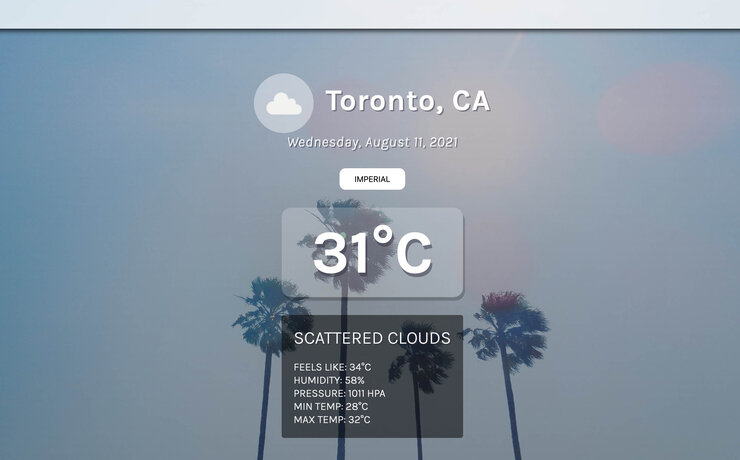 Toronto, CA
Wednesday, August 11, 2021
IMPERIAL
31°C
SCATTERED CLOUDS
FEELS LIKE: 34°C
HUMIDITY: 58%
PRESSURE: 1011 HPA
MIN TEMP: 28°C
MAX TEMP: 32°C